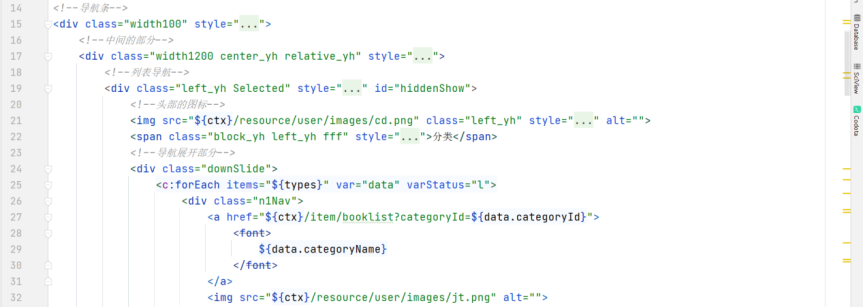 14 <!--导航条-->
15 <div class="width100" style="...">
16 <!--中间的部分-->
17 <div class="width1200 center_yh relative_yh" style="...">
18 <!--列表导航-->
19 <div class="left_yh Selected" style="..." id="hiddenShow">
20 <!--头部的图标-->
21 <img src="${ctx}/resource/user/images/cd.png" class="left_yh" style="..." alt="">
22 <span class="block_yh left_yh fff" style="...">分类</span>
23 <!--导航展开部分-->
24 <div class="downSlide">
25 <c:forEach items="${types}" var="data" varStatus="l">
26 <div class="n1Nav">
27 <a href="${ctx}/item/booklist?categoryId=${data.categoryId}">
28 <font>
29 ${data.categoryName}
30 </font>
31 </a>
32 <img src="${ctx}/resource/user/images/jt.png" alt="">
Database
SciView
Codota